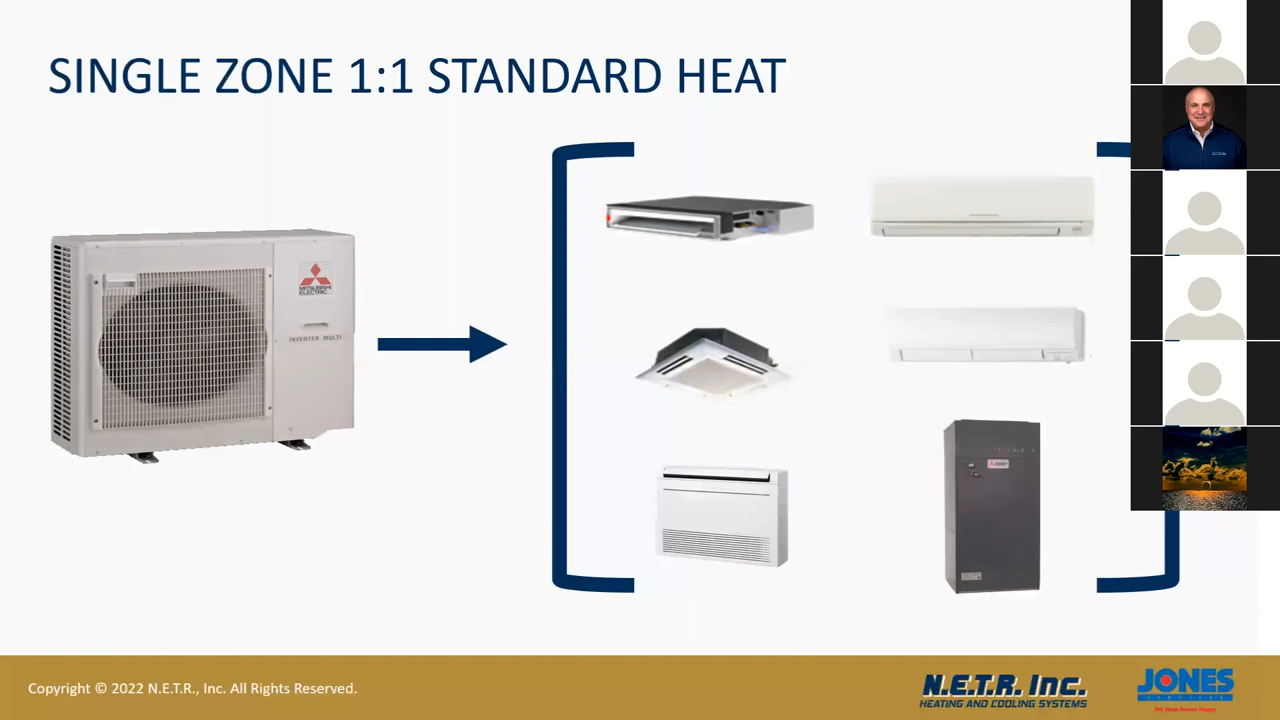 SINGLE ZONE 1:1 STANDARD HEAT
MITSUBISHI
ELECTRIC
INVERTER MULTI
Copyright © 2022 N.E.T.R., Inc. All Rights Reserved.
N.E.T.R. Inc.
HEATING AND COOLING SYSTEMS
JONES
SERVICES